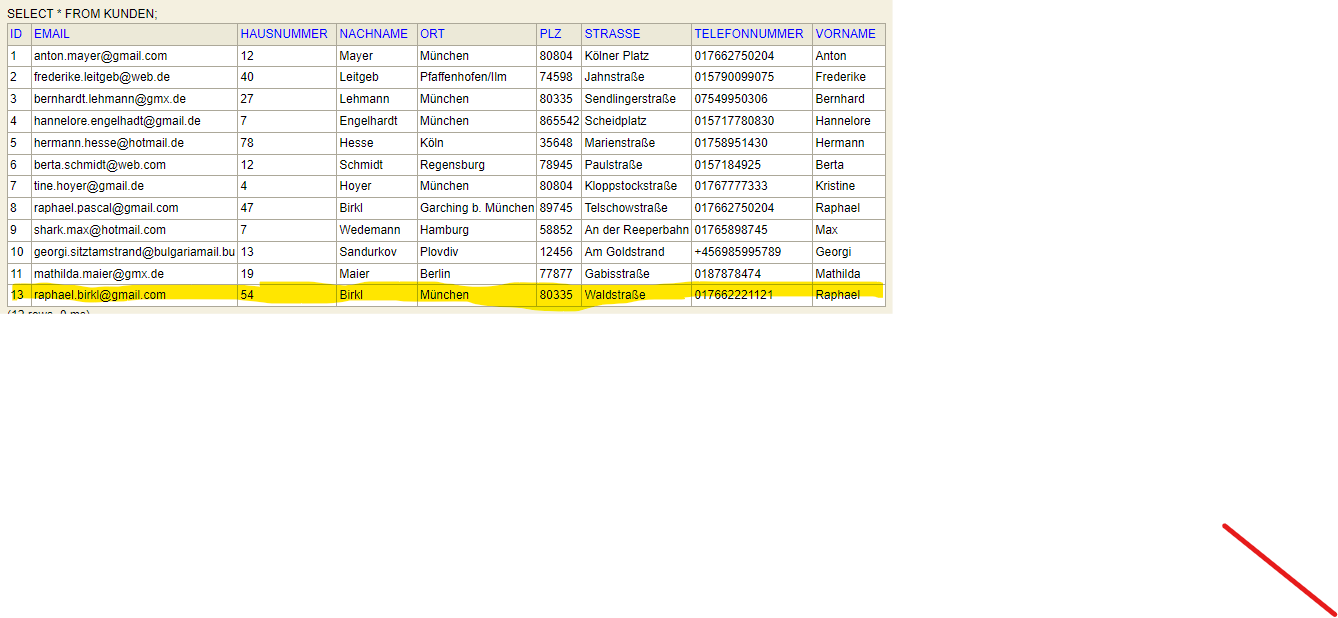 SELECT * FROM KUNDEN;
ID EMAIL HAUSNUMMER NACHNAME ORT PLZ STRASSE TELEFONNUMMER VORNAME
1 anton.mayer@gmail.com 12 Mayer München 80804 Kölner Platz 017662750204 Anton
2 frederike.leitgeb@web.de 40 Leitgeb Pfaffenhofen/Ilm 74598 Jahnstraße 015790099075 Frederike
3 bernhardt.lehmann@gmx.de 27 Lehmann München 80335 Sendlingerstraße 07549950306 Bernhard
4 hannelore.engelhadt@gmail.de 7 Engelhardt München 865542 Scheidplatz 015717780830 Hannelore
5 hermann.hesse@hotmail.de 78 Hesse Köln 35648 Marienstraße 01758951430 Hermann
6 berta.schmidt@web.com 12 Schmidt Regensburg 78945 Paulstraße 0157184925 Berta
7 tine.hoyer@gmail.de 4 Hoyer München 80804 Kloppstockstraße 01767777333 Kristine
8 raphael.pascal@gmail.com 47 Birkl Garching b. München 89745 Telschowstraße 017662750204 Raphael
9 shark.max@hotmail.com 7 Wedemann Hamburg 58852 An der Reeperbahn 01765898745 Max
10 georgi.sitztamstrand@bulgariamail.bu 13 Sandurkov Plovdiv 12456 Am Goldstrand +456985995789 Georgi
11 mathilda.maier@gmx.de 19 Maier Berlin 77877 Gabisstraße 0187878474 Mathilda
13 raphael.birkl@gmail.com 54 Birkl München 80335 Waldstraße 017662221121 Raphael
(12 rows, 0 ms)